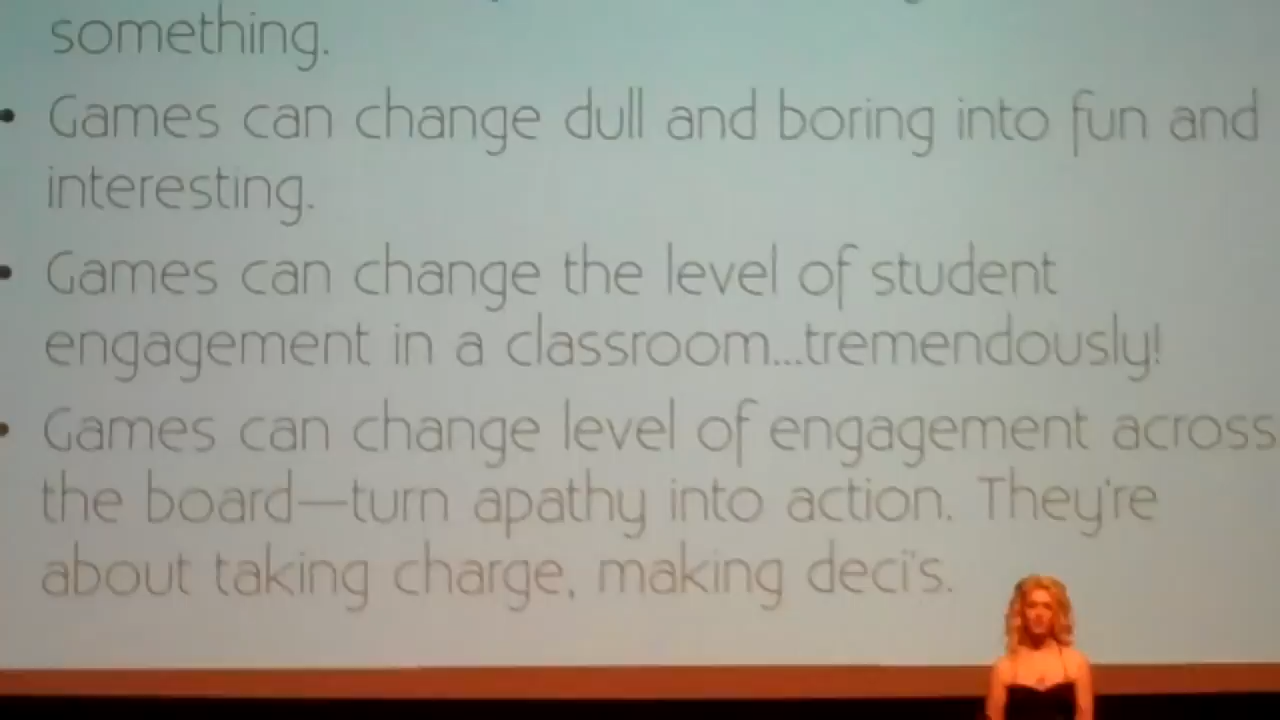 something.
• Games can change dull and boring into fun and
interesting.
• Games can change the level of student
engagement in a classroom...tremendously!
• Games can change level of engagement across
the board—turn apathy into action. They're
about taking charge, making deci's.